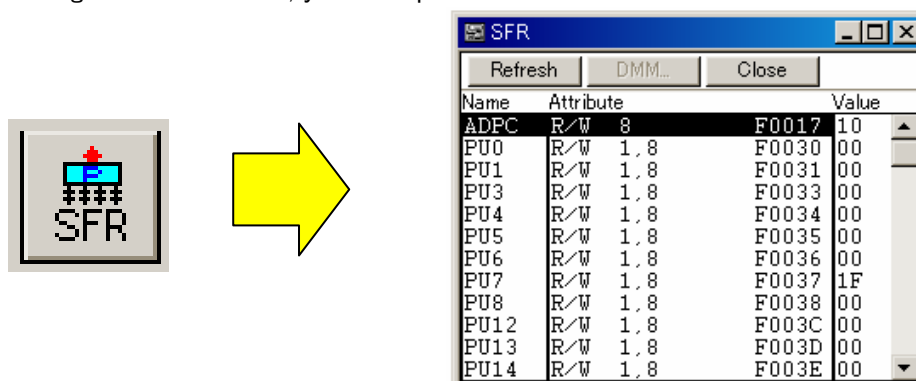 SFR
SFR
Refresh DMM... Close
Name Attribute Value
ADPC R/W 8 F0017 10
PU0 R/W 1,8 F0030 00
PU1 R/W 1,8 F0031 00
PU3 R/W 1,8 F0033 00
PU4 R/W 1,8 F0034 00
PU5 R/W 1,8 F0035 00
PU6 R/W 1,8 F0036 00
PU7 R/W 1,8 F0037 1F
PU8 R/W 1,8 F0038 00
PU12 R/W 1,8 F003C 00
PU13 R/W 1,8 F003D 00
PU14 R/W 1,8 F003E 00